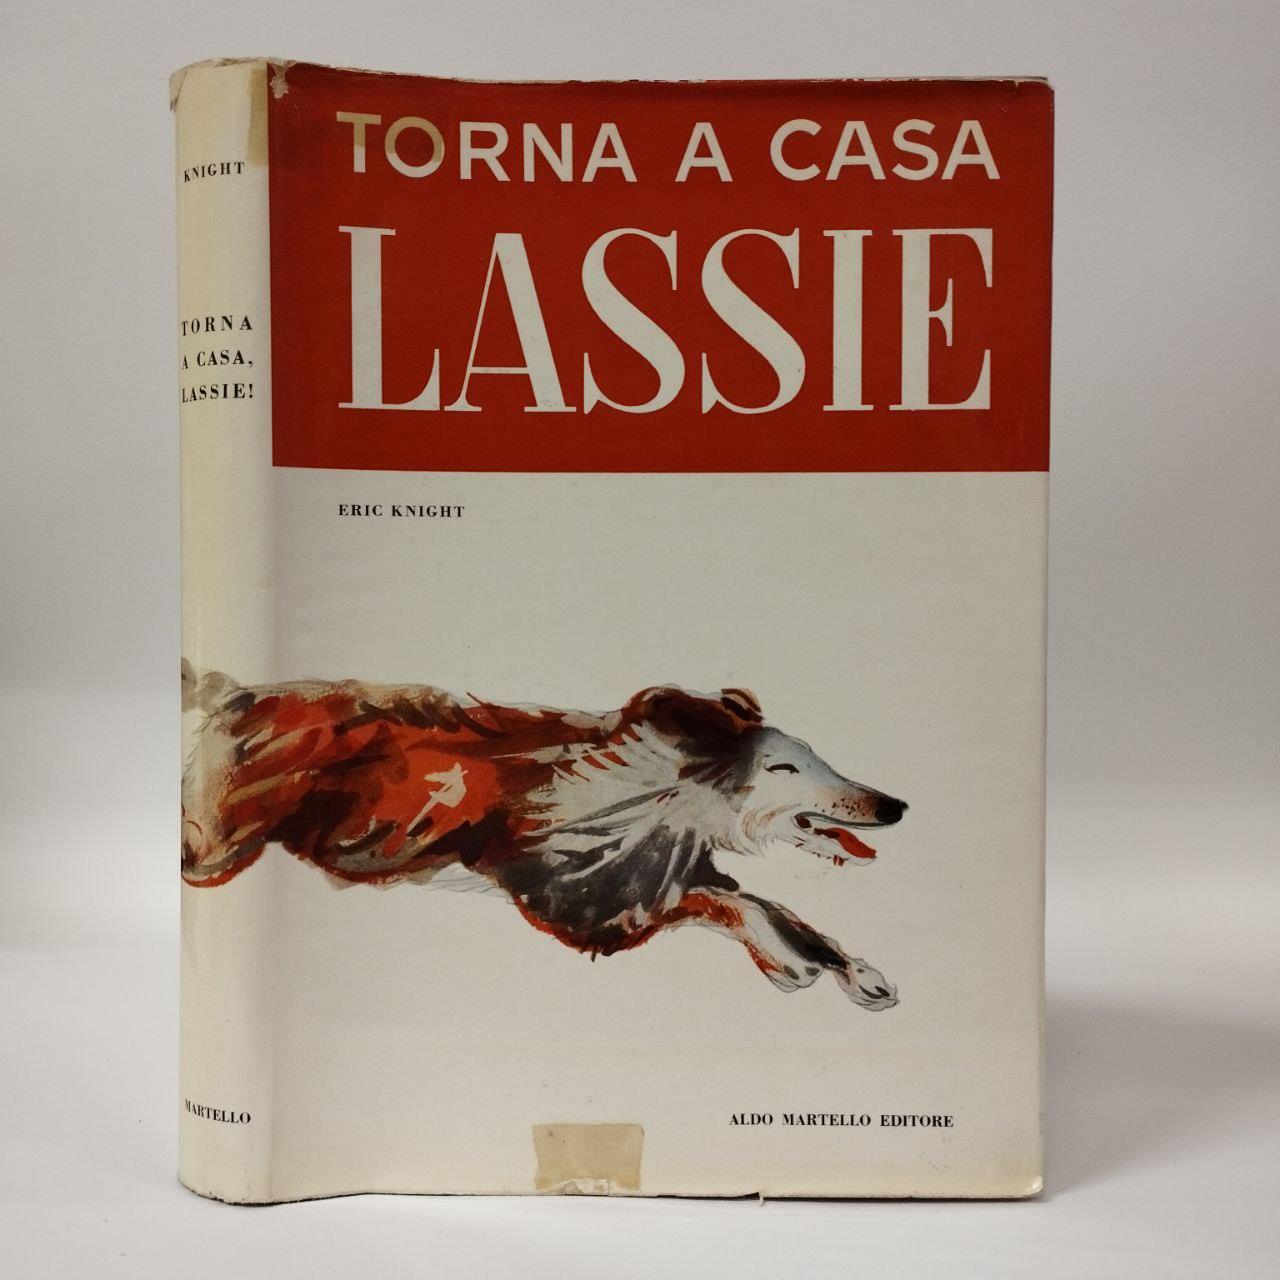 KNIGHT
TORNA
A CASA,
LASSIE!
MARTELLO
TORNA A CASA
LASSIE
ERIC KNIGHT
ALDO MARTELLO EDITORE